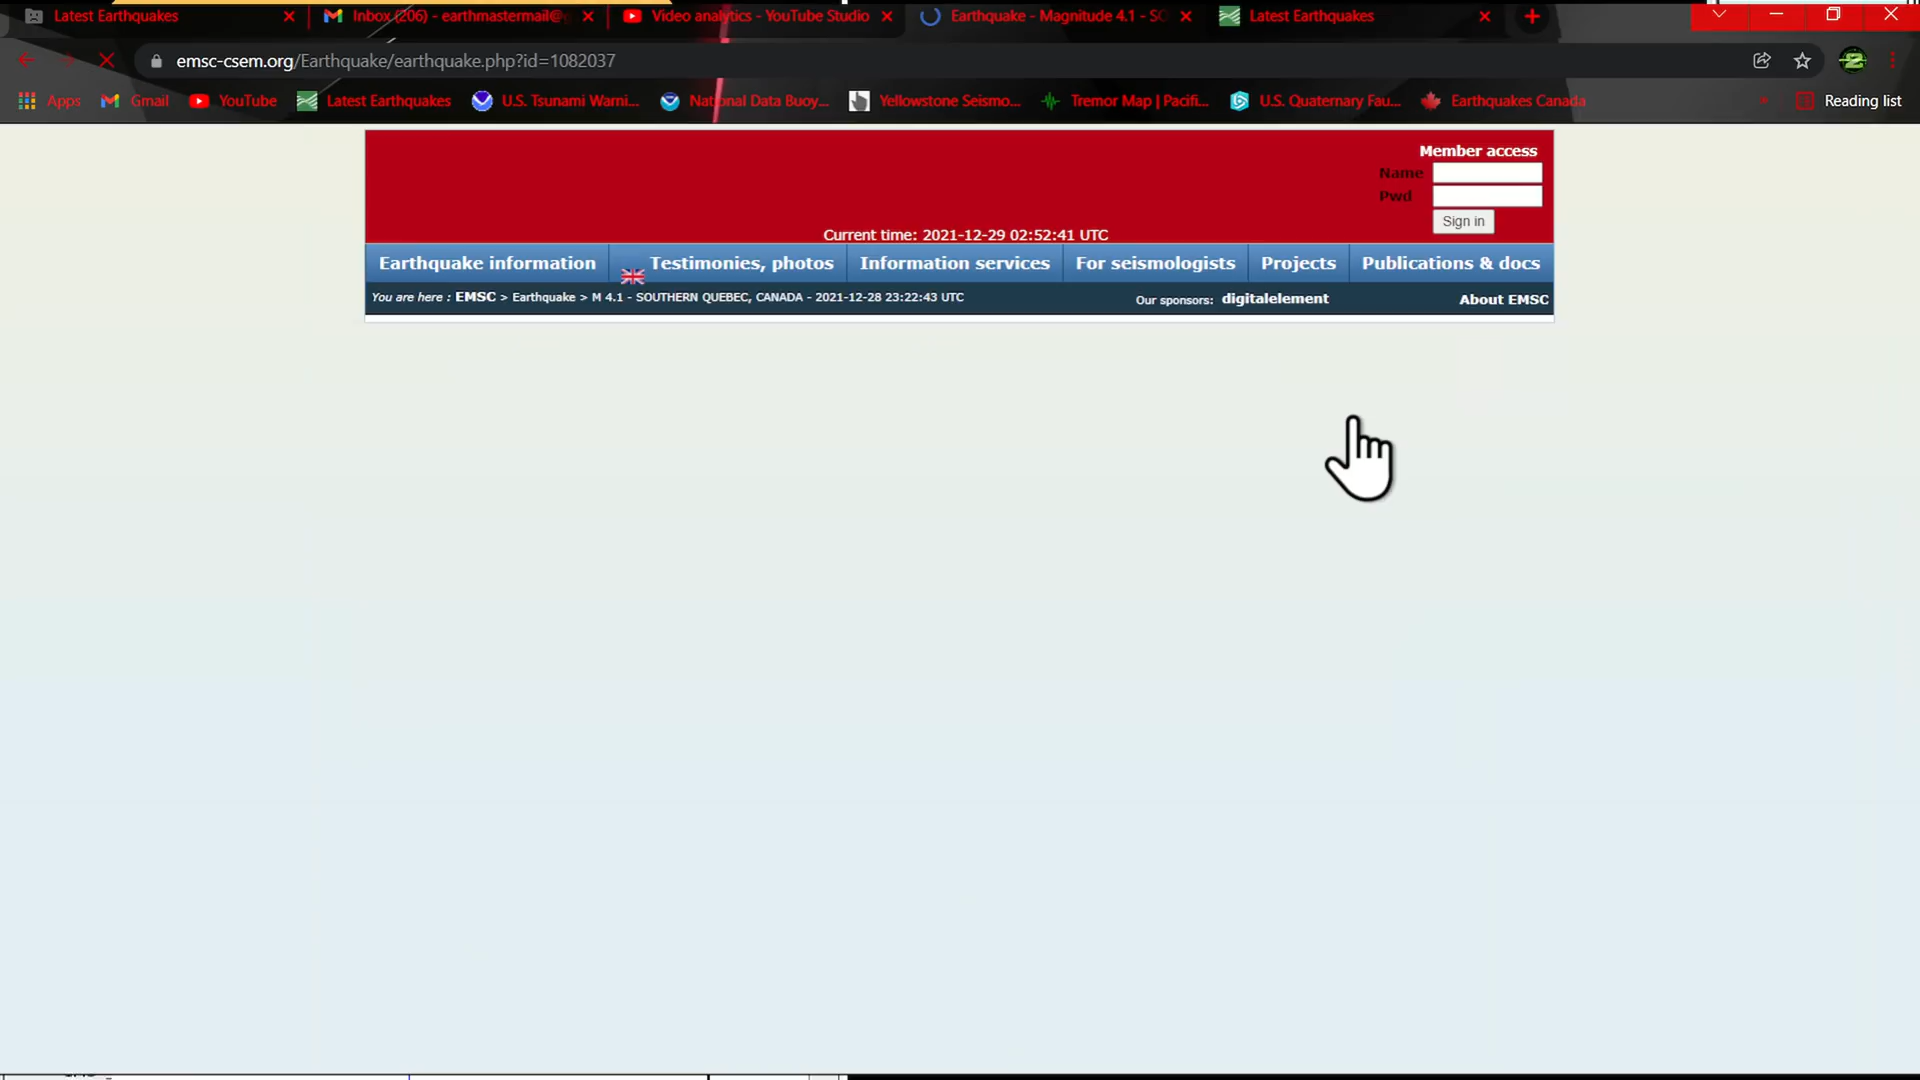 Latest Earthquakes
Inbox (206) - earthmastermail@
Video analytics - YouTube Studio
Earthquake - Magnitude 4.1 - SO
Latest Earthquakes
emsc-csem.org/Earthquake/earthquake.php?id=1082037
Apps
Gmail
YouTube
Latest Earthquakes
U.S. Tsunami Warni...
National Data Buoy...
Yellowstone Seismo...
Tremor Map | Pacifi...
U.S. Quaternary Fau...
Earthquakes Canada
Reading list
Member access
Name
Pwd
Sign in
Current time: 2021-12-29 02:52:41 UTC
Earthquake information
Testimonies, photos
Information services
For seismologists
Projects
Publications & docs
You are here : EMSC > Earthquake > M 4.1 - SOUTHERN QUEBEC, CANADA - 2021-12-28 23:22:43 UTC
Our sponsors: digitalelement
About EMSC